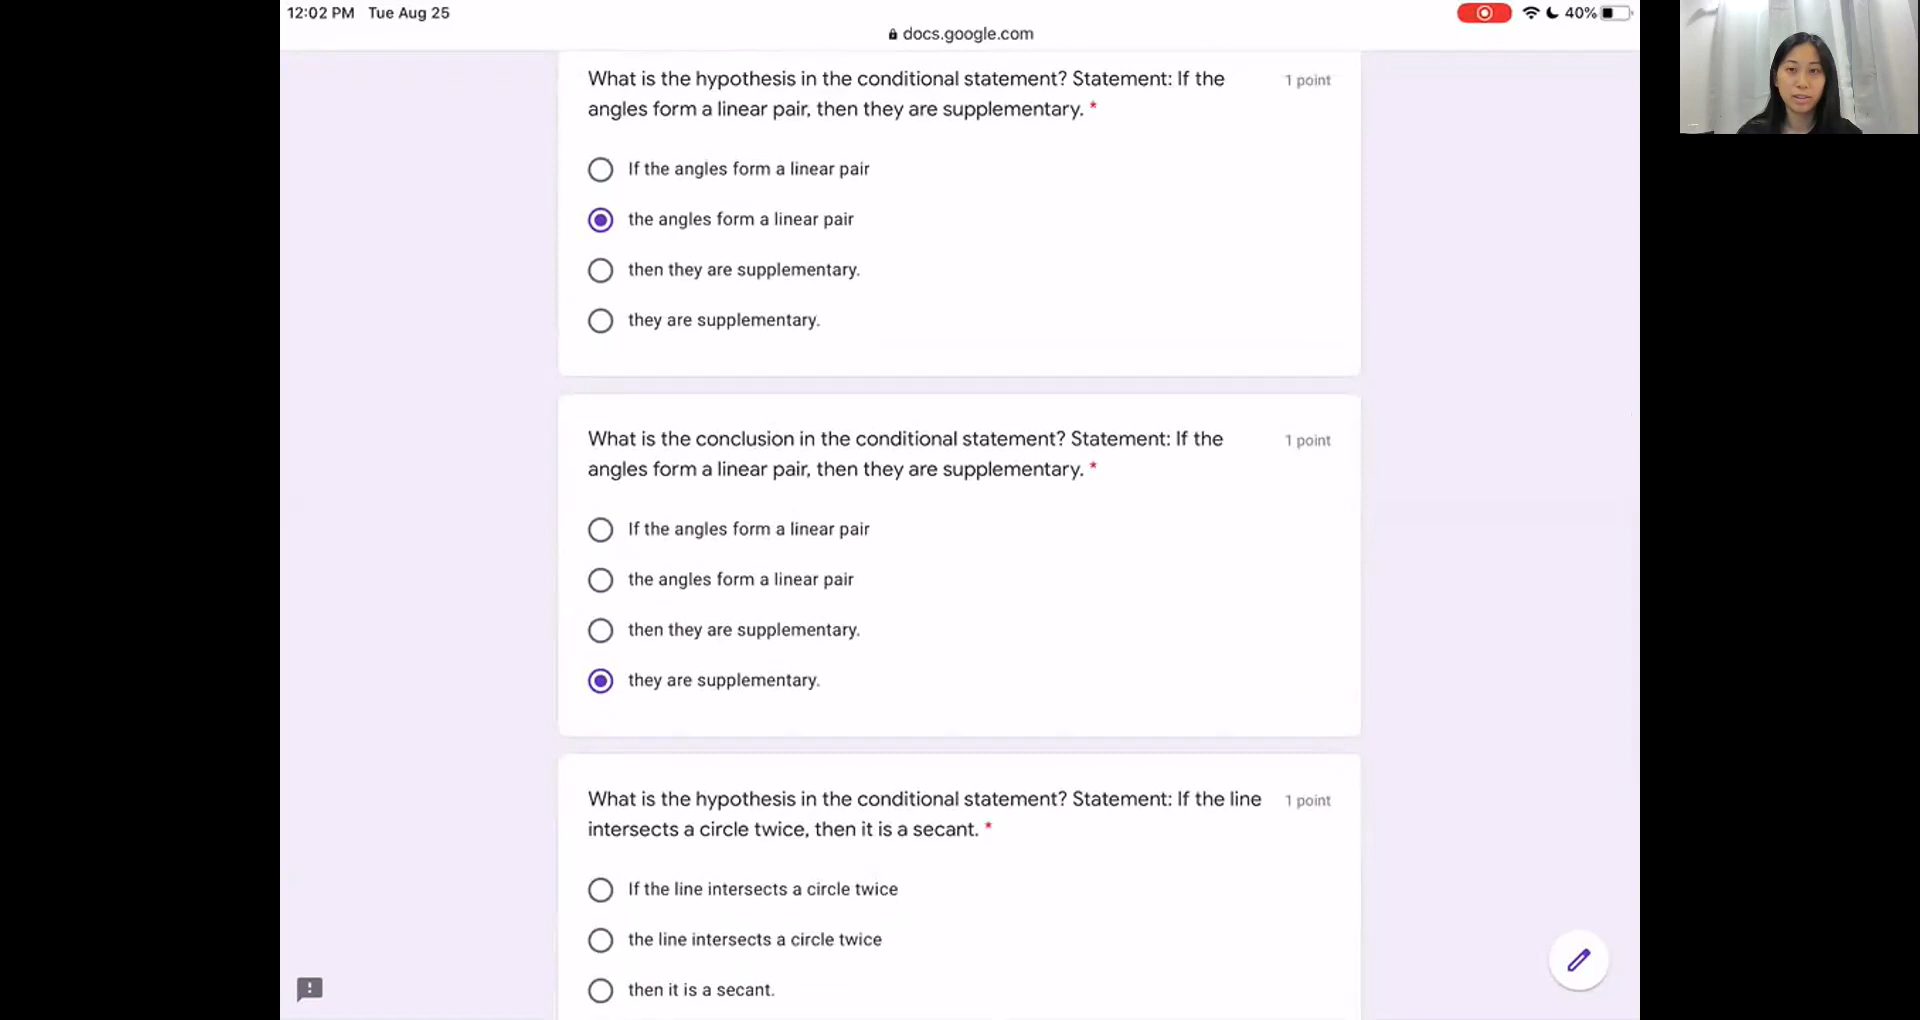 12:02 PM Tue Aug 25
40%
docs.google.com
What is the hypothesis in the conditional statement? Statement: If the
angles form a linear pair, then they are supplementary. *
1 point
If the angles form a linear pair
the angles form a linear pair
then they are supplementary.
they are supplementary.
What is the conclusion in the conditional statement? Statement: If the
angles form a linear pair, then they are supplementary. *
1 point
If the angles form a linear pair
the angles form a linear pair
then they are supplementary.
they are supplementary.
What is the hypothesis in the conditional statement? Statement: If the line
intersects a circle twice, then it is a secant. *
1 point
If the line intersects a circle twice
the line intersects a circle twice
then it is a secant.